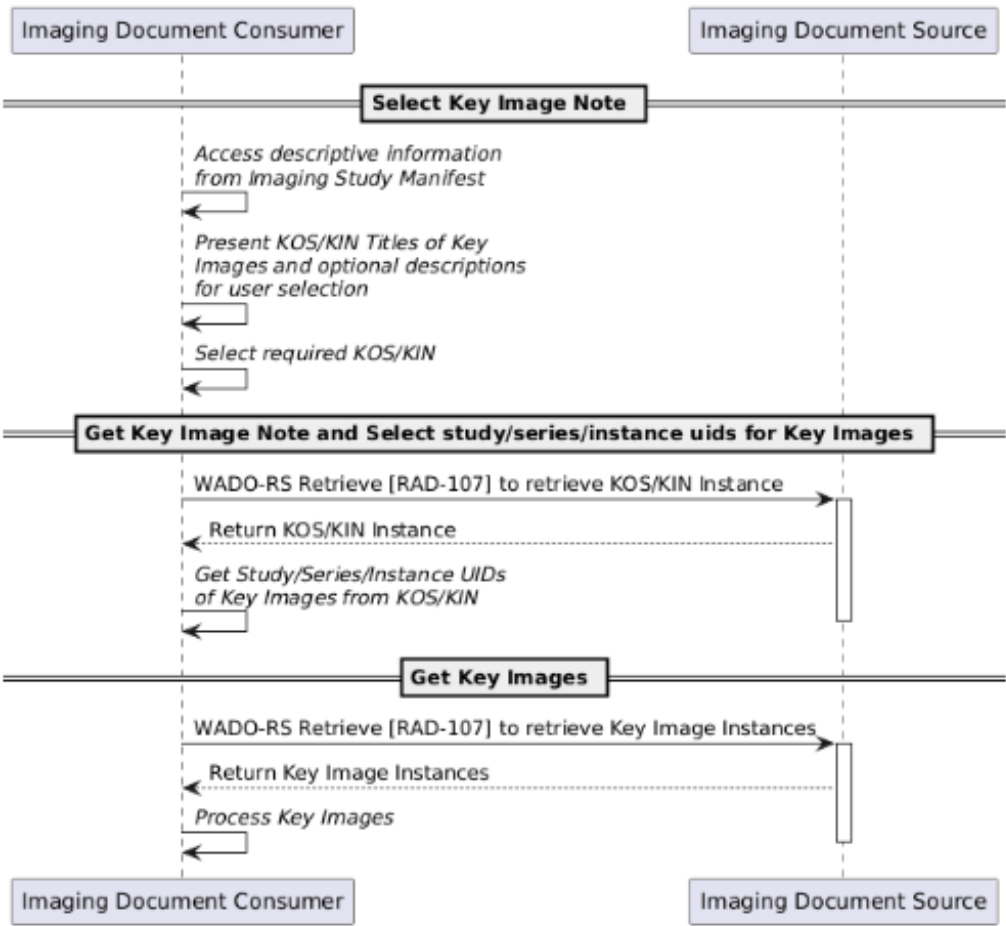 Imaging Document Consumer
Imaging Document Source
Select Key Image Note
Access descriptive information
from Imaging Study Manifest
Present KOS/KIN Titles of Key
Images and optional descriptions
for user selection
Select required KOS/KIN
Get Key Image Note and Select study/series/instance uids for Key Images
WADO-RS Retrieve [RAD-107] to retrieve KOS/KIN Instance
Return KOS/KIN Instance
Get Study/Series/Instance UIDs
of Key Images from KOS/KIN
Get Key Images
WADO-RS Retrieve [RAD-107] to retrieve Key Image Instances
Return Key Image Instances
Process Key Images
Imaging Document Consumer
Imaging Document Source